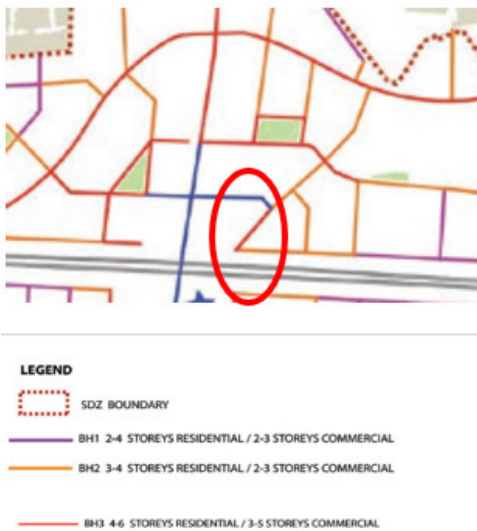 LEGEND
SDZ BOUNDARY
BH1 2-4 STOREYS RESIDENTIAL / 2-3 STOREYS COMMERCIAL
BH2 3-4 STOREYS RESIDENTIAL / 2-3 STOREYS COMMERCIAL
BH3 4-6 STOREYS RESIDENTIAL / 3-5 STOREYS COMMERCIAL